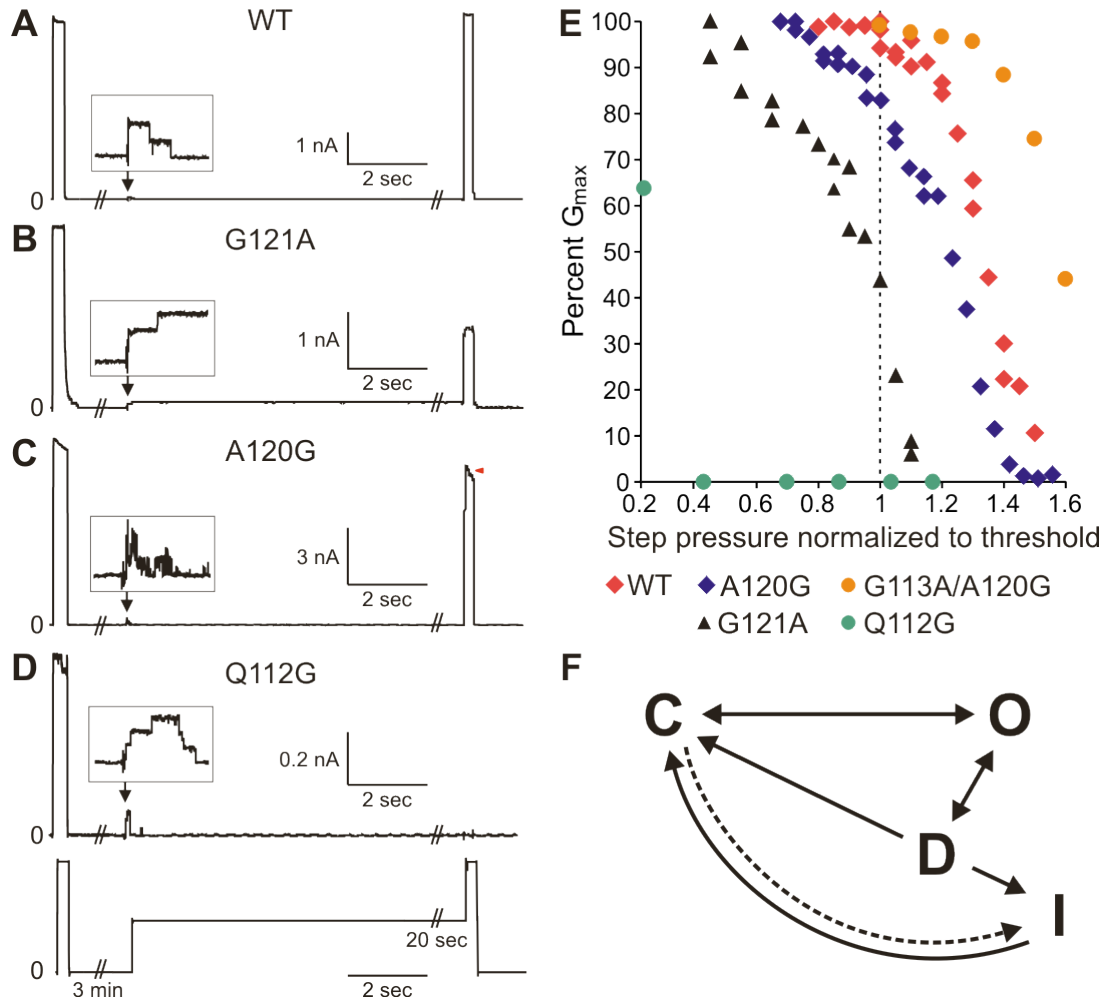 A
WT
1 nA
2 sec
0
B
G121A
1 nA
2 sec
0
C
A120G
3 nA
2 sec
0
D
Q112G
0.2 nA
2 sec
0
20 sec
0
3 min
2 sec
E
100
90
80
70
60
50
40
30
20
10
0
Percent Gmax
0.2 0.4 0.6 0.8 1 1.2 1.4 1.6
Step pressure normalized to threshold
WT A120G G113A/A120G
G121A Q112G
F
C O
D
I